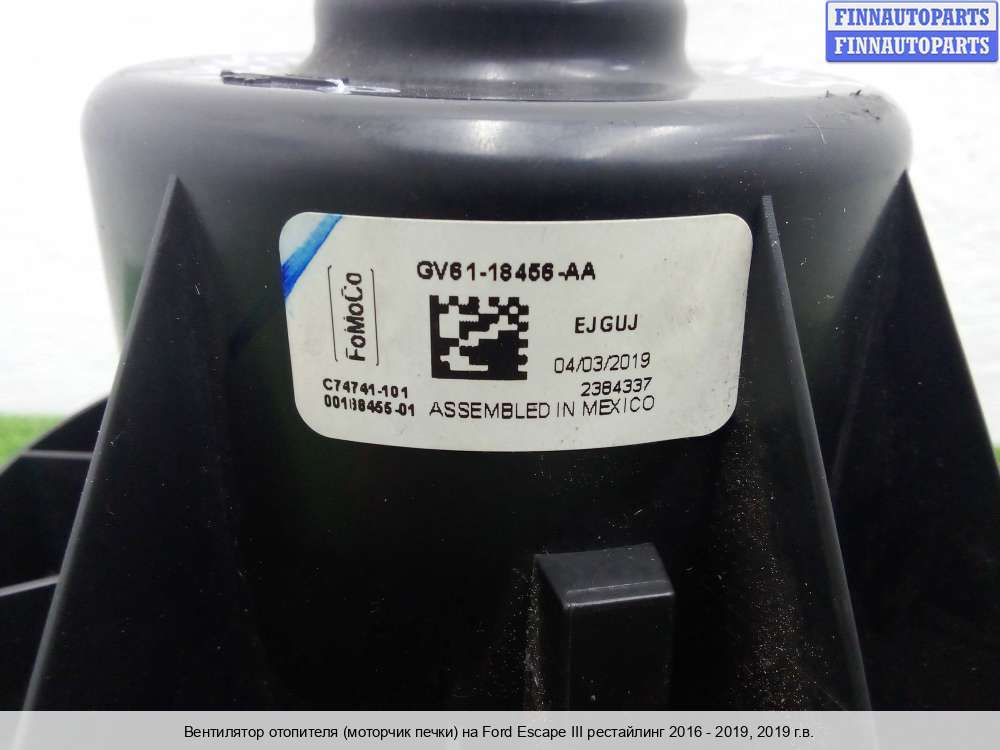 FINNAUTOPARTS
FINNAUTOPARTS
GV61-18456-AA
FoMoCo
EJGUJ
04/03/2019
C74741-101
2384337
001B8455-01
ASSEMBLED IN MEXICO
Вентилятор отопителя (моторчик печки) на Ford Escape III рестайлинг 2016 - 2019, 2019 г.в.